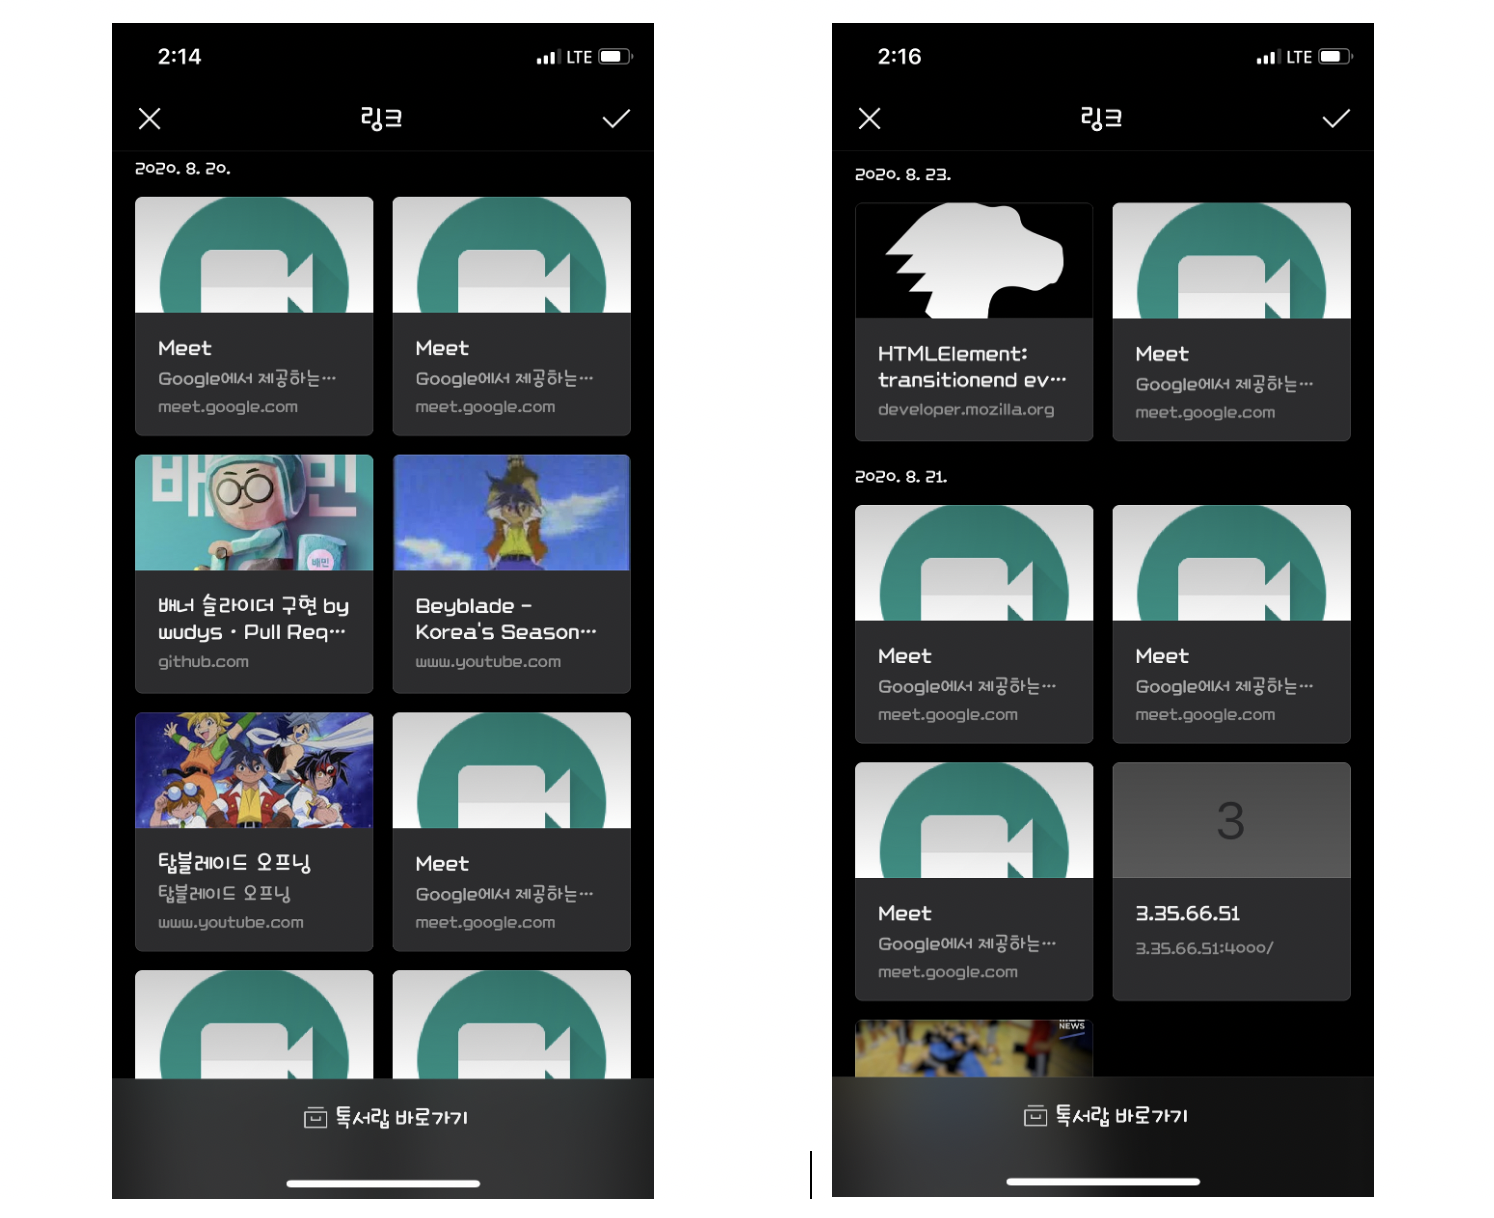 2:14
LTE
링크
2020. 8. 20.
Meet
Google에서 제공하는…
meet.google.com
Meet
Google에서 제공하는…
meet.google.com
배민
배민
배너 슬라이더 구현 by
wudys · Pull Req…
github.com
Beyblade -
Korea's Season…
www.youtube.com
탑블레이드 오프닝
탑블레이드 오프닝
www.youtube.com
Meet
Google에서 제공하는…
meet.google.com
톡서랍 바로가기
2:16
LTE
링크
2020. 8. 23.
HTMLElement:
transitionend ev…
developer.mozilla.org
Meet
Google에서 제공하는…
meet.google.com
2020. 8. 21.
Meet
Google에서 제공하는…
meet.google.com
Meet
Google에서 제공하는…
meet.google.com
Meet
Google에서 제공하는…
meet.google.com
3
3.35.66.51
3.35.66.51:4000/
NEWS
톡서랍 바로가기